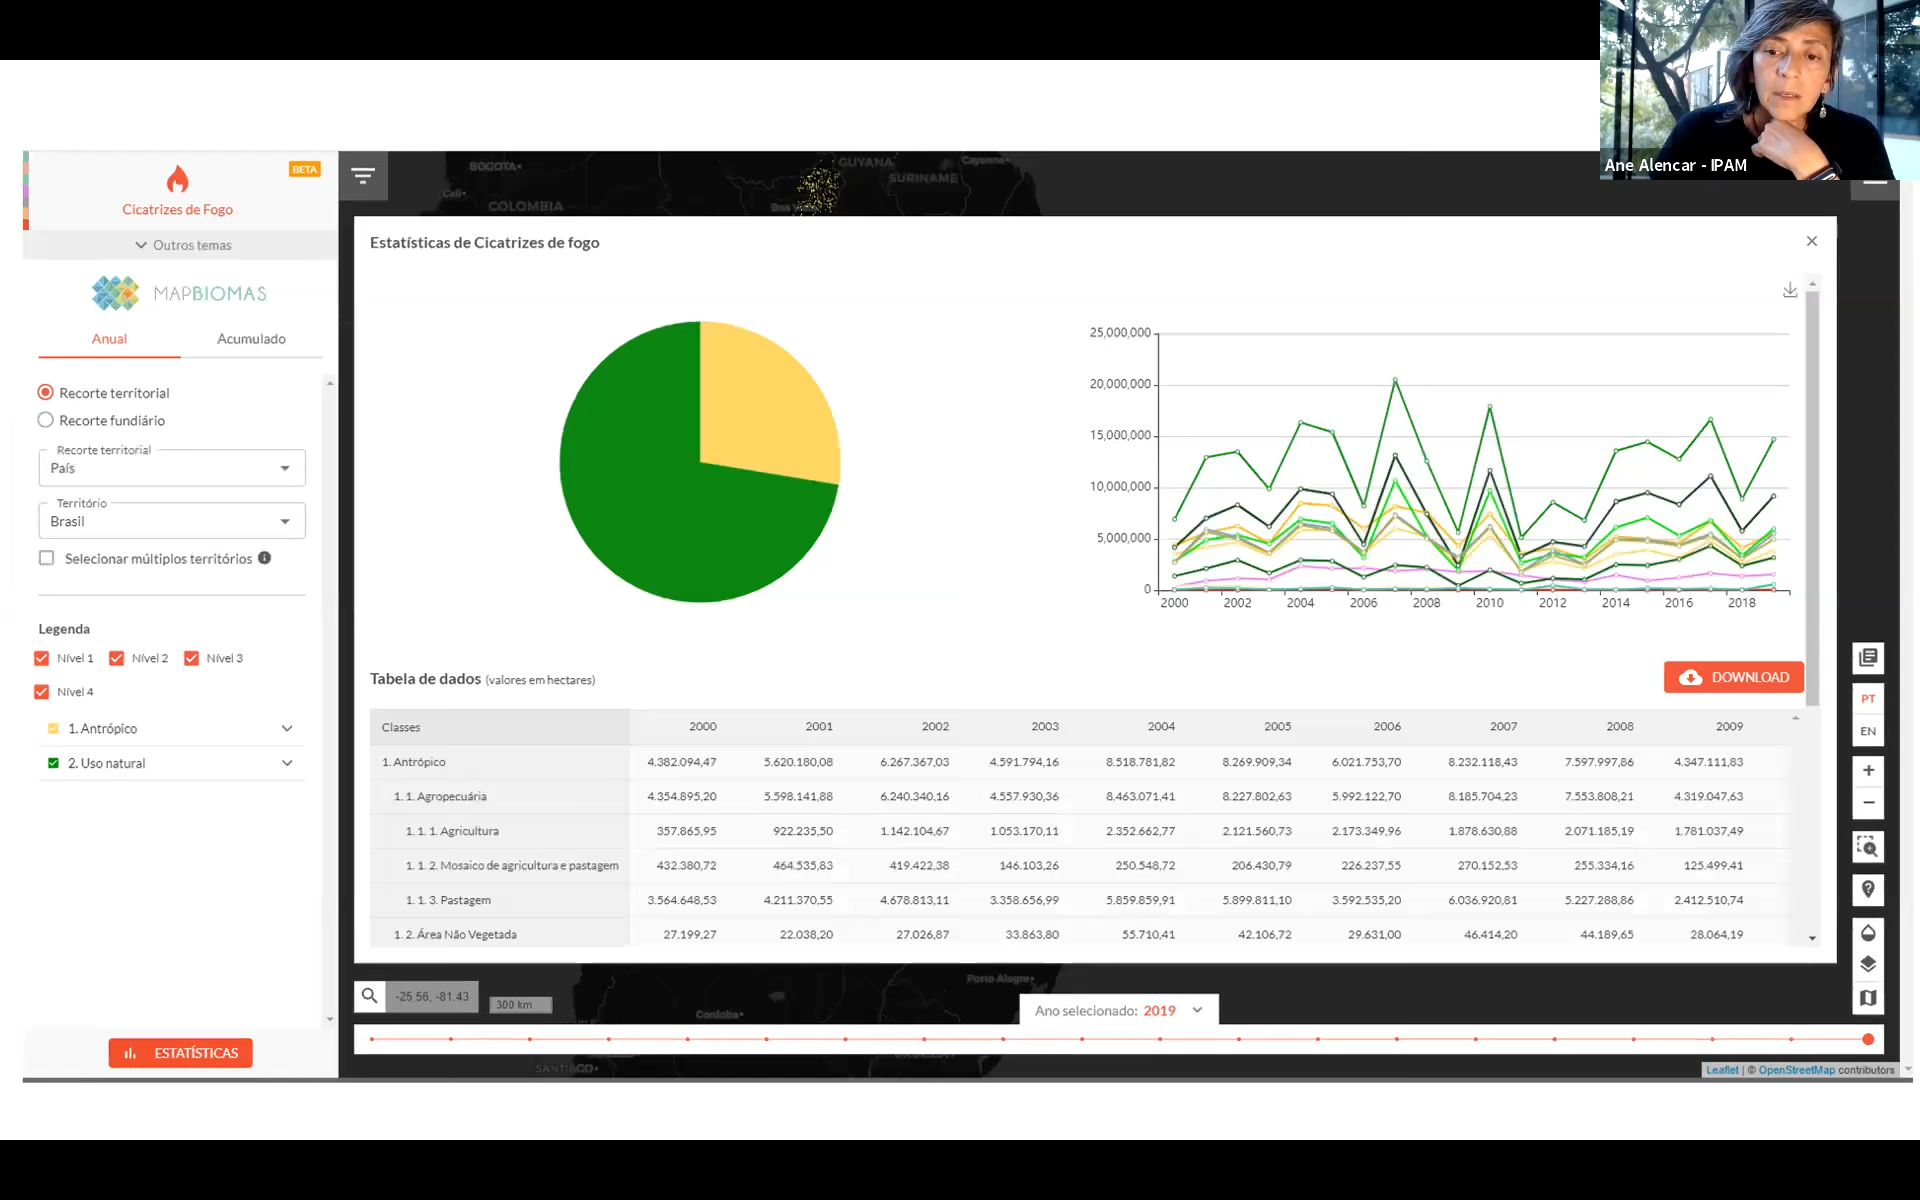 Ane Alencar - IPAM
BETA
Cicatrizes de Fogo
Outros temas
MAPBIOMAS
Anual Acumulado
Recorte territorial
Recorte fundiário
Recorte territorial
País
Território
Brasil
Selecionar múltiplos territórios
Legenda
Nível 1 Nível 2 Nível 3
Nível 4
1. Antrópico
2. Uso natural
ESTATÍSTICAS
BOGOTA
Cali
COLOMBIA
GUYANA
SURINAME
Cayenne
Estatísticas de Cicatrizes de fogo
25,000,000
20,000,000
15,000,000
10,000,000
5,000,000
0
2000 2002 2004 2006 2008 2010 2012 2014 2016 2018
Tabela de dados (valores em hectares)
DOWNLOAD
Classes 2000 2001 2002 2003 2004 2005 2006 2007 2008 2009
1. Antrópico 4.382.094,47 5.620.180,08 6.267.367,03 4.591.794,16 8.518.781,82 8.269.909,34 6.021.753,70 8.232.118,43 7.597.997,86 4.347.111,83
1. 1. Agropecuária 4.354.895,20 5.598.141,88 6.240.340,16 4.557.930,36 8.463.071,41 8.227.802,63 5.992.122,70 8.185.704,23 7.553.808,21 4.319.047,63
1. 1. 1. Agricultura 357.865,95 922.235,50 1.142.104,67 1.053.170,11 2.352.662,77 2.121.560,73 2.173.349,96 1.878.630,88 2.071.185,19 1.781.037,49
1. 1. 2. Mosaico de agricultura e pastagem 432.380,72 464.535,83 419.422,38 146.103,26 250.548,72 206.430,79 226.237,55 270.152,53 255.334,16 125.499,41
1. 1. 3. Pastagem 3.564.648,53 4.211.370,55 4.678.813,11 3.358.656,99 5.859.859,91 5.899.811,10 3.592.535,20 6.036.920,81 5.227.288,86 2.412.510,74
1. 2. Área Não Vegetada 27.199,27 22.038,20 27.026,87 33.863,80 55.710,41 42.106,72 29.631,00 46.414,20 44.189,65 28.064,19
PT
EN
Porto Alegre
-25 56, -81.43
300 km
Cordoba
Ano selecionado: 2019
SANTIAGO
Leaflet | © OpenStreetMap contributors